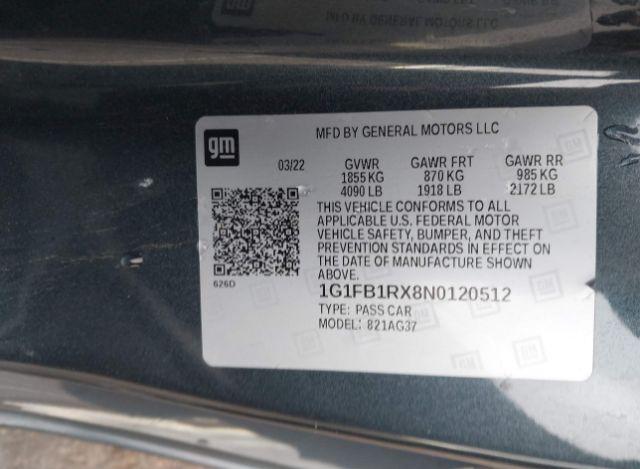 gm
MFD BY GENERAL MOTORS LLC
03/22 GVWR GAWR FRT GAWR RR
1855 KG 870 KG 985 KG
4090 LB 1918 LB 2172 LB
THIS VEHICLE CONFORMS TO ALL
APPLICABLE U.S. FEDERAL MOTOR
VEHICLE SAFETY, BUMPER, AND THEFT
PREVENTION STANDARDS IN EFFECT ON
THE DATE OF MANUFACTURE SHOWN
ABOVE.
626D
1G1FB1RX8N0120512
TYPE: PASS CAR
MODEL: 821AG37